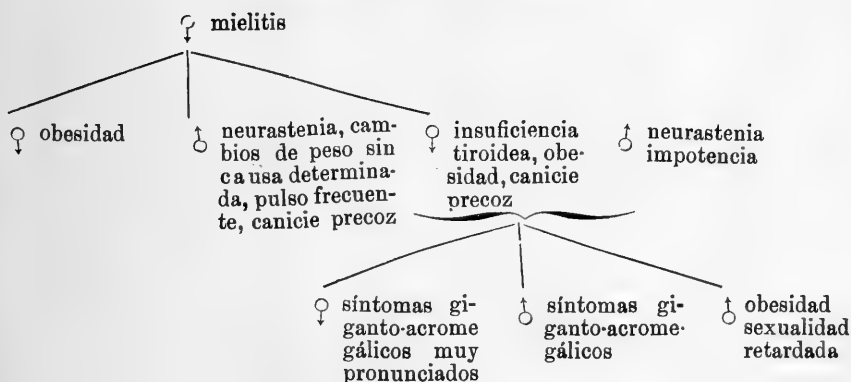 mielitis
obesidad
neurastenia, cam-
bios de peso sin
causa determina-
da, pulso frecuen-
te, canicie precoz
insuficiencia
tiroidea, obe-
sidad, canicie
precoz
neurastenia
impotencia
síntomas gi-
ganto-acrome
gálicos muy
pronunciados
síntomas gi-
ganto-acrome-
gálicos
obesidad
sexualidad
retardada